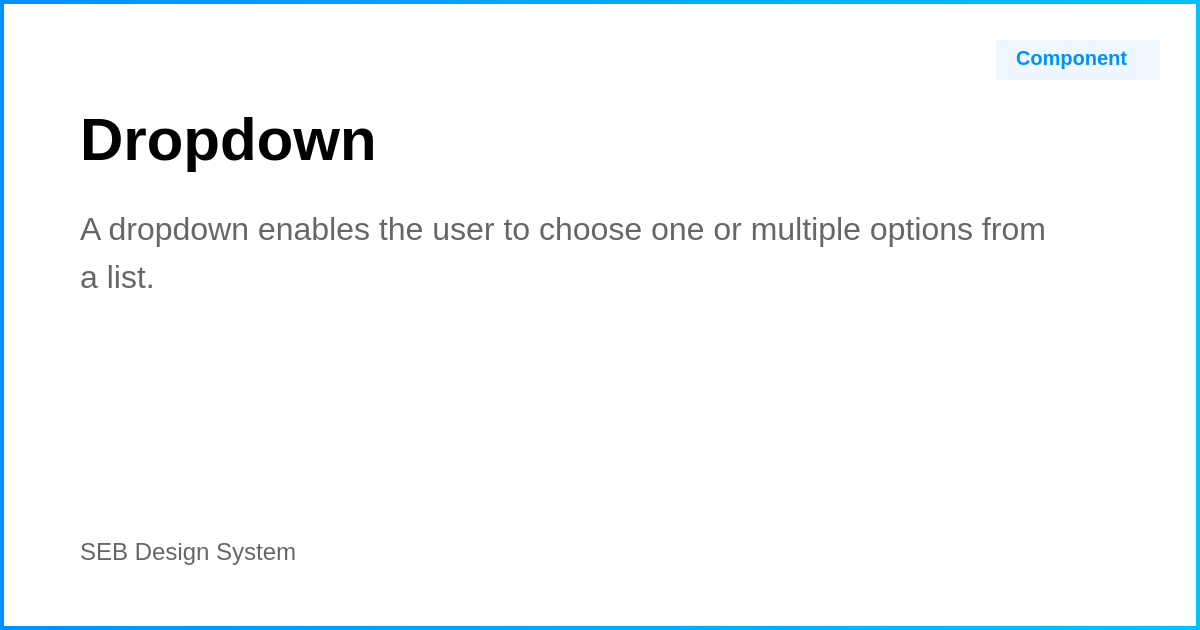 Component
Dropdown
A dropdown enables the user to choose one or multiple options from
a list.
SEB Design System